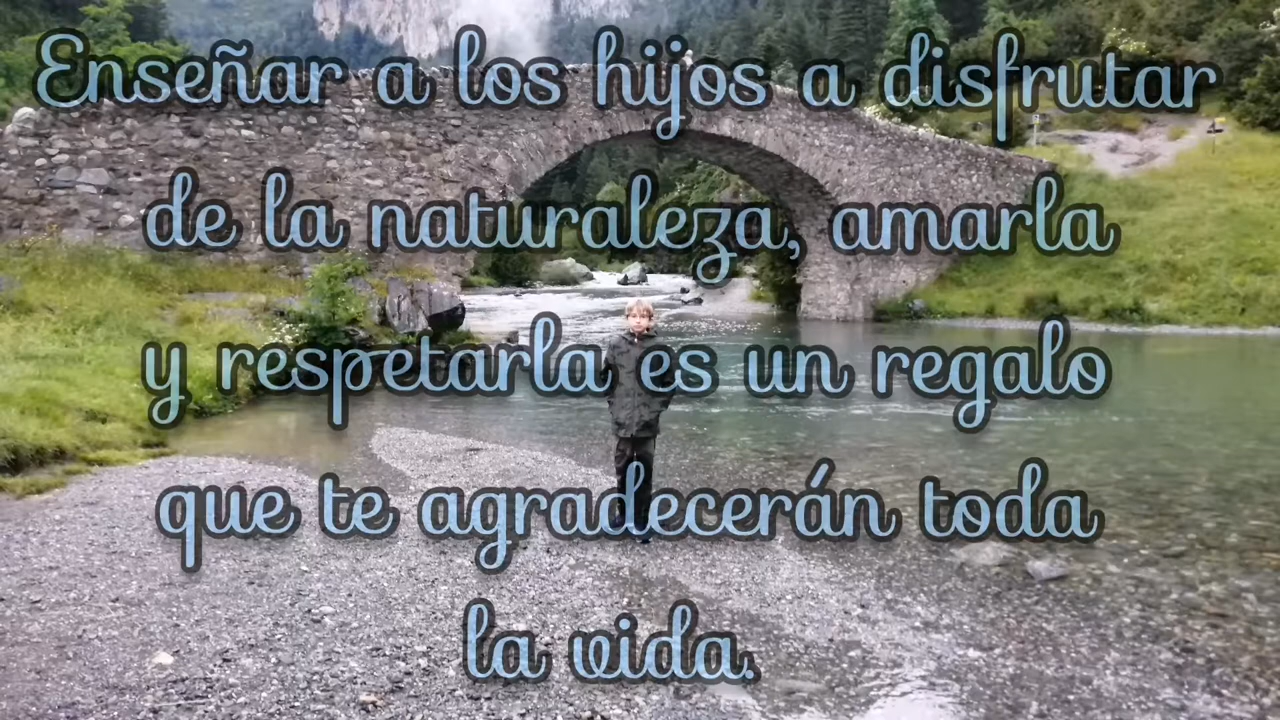 Enseñar a los hijos a disfrutar
de la naturaleza, amarla
y respetarla es un regalo
que te agradecerán toda
la vida.